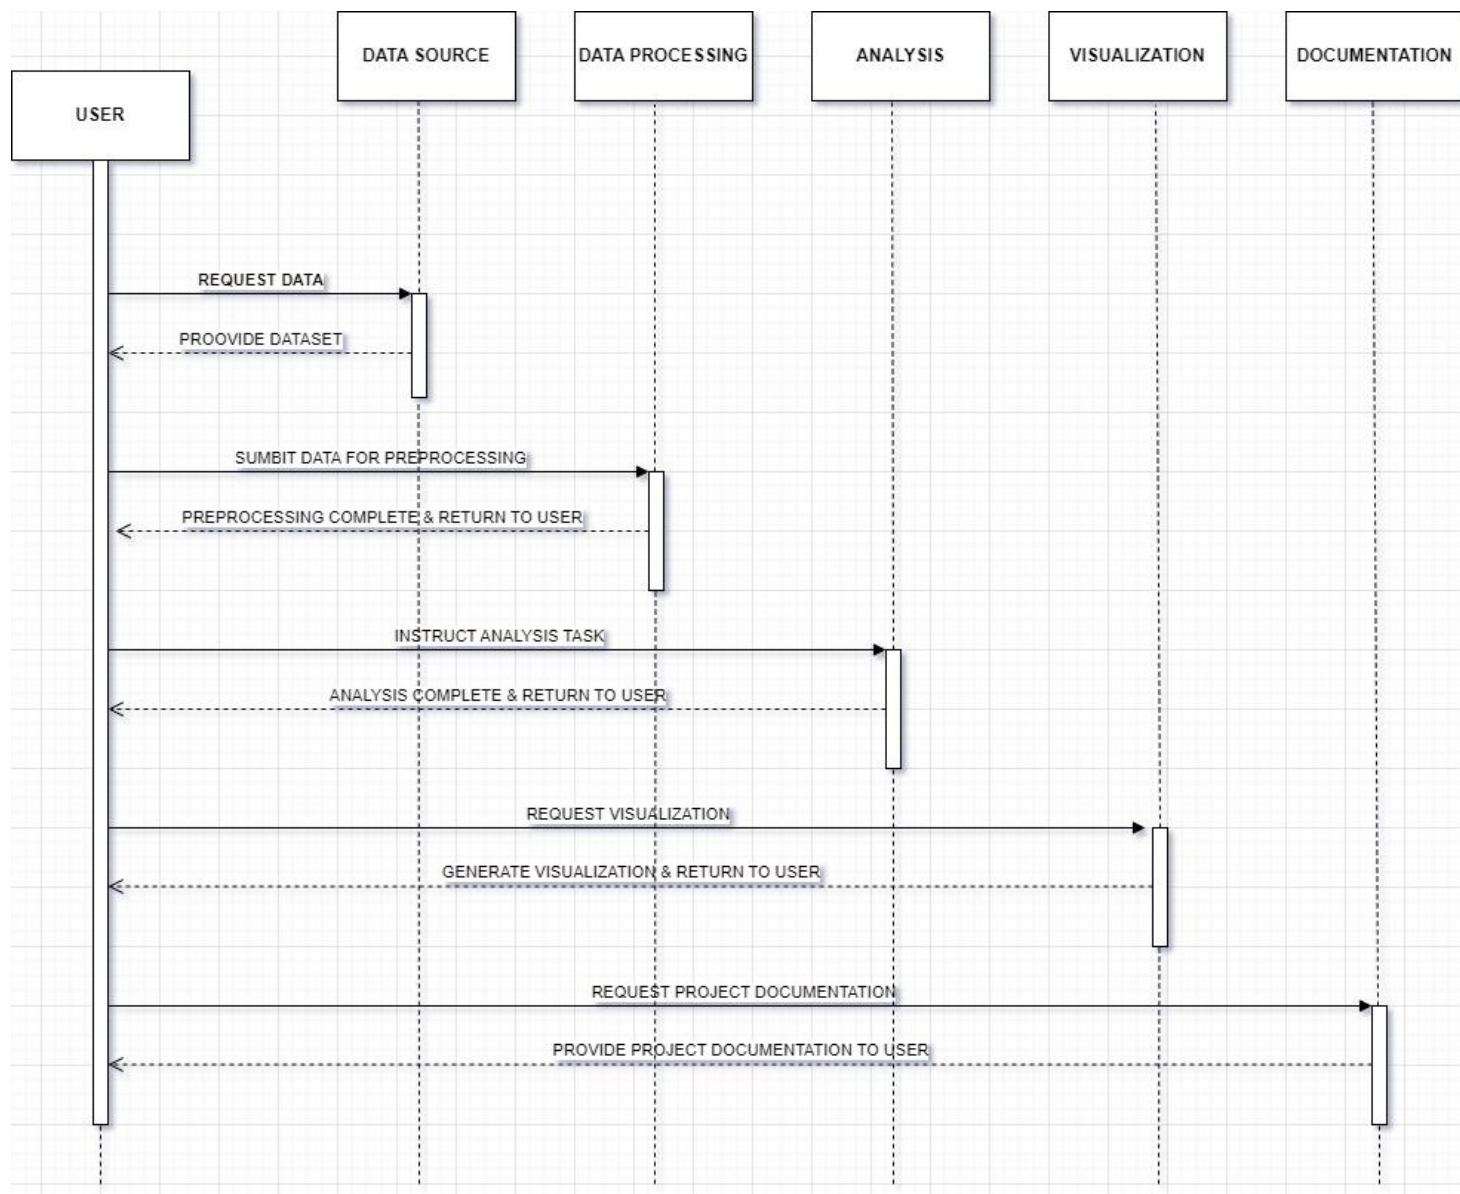 DATA SOURCE
DATA PROCESSING
ANALYSIS
VISUALIZATION
DOCUMENTATION
USER
REQUEST DATA
PROOVIDE DATASET
SUMBIT DATA FOR PREPROCESSING
PREPROCESSING COMPLETE & RETURN TO USER
INSTRUCT ANALYSIS TASK
ANALYSIS COMPLETE & RETURN TO USER
REQUEST VISUALIZATION
GENERATE VISUALIZATION & RETURN TO USER
REQUEST PROJECT DOCUMENTATION
PROVIDE PROJECT DOCUMENTATION TO USER